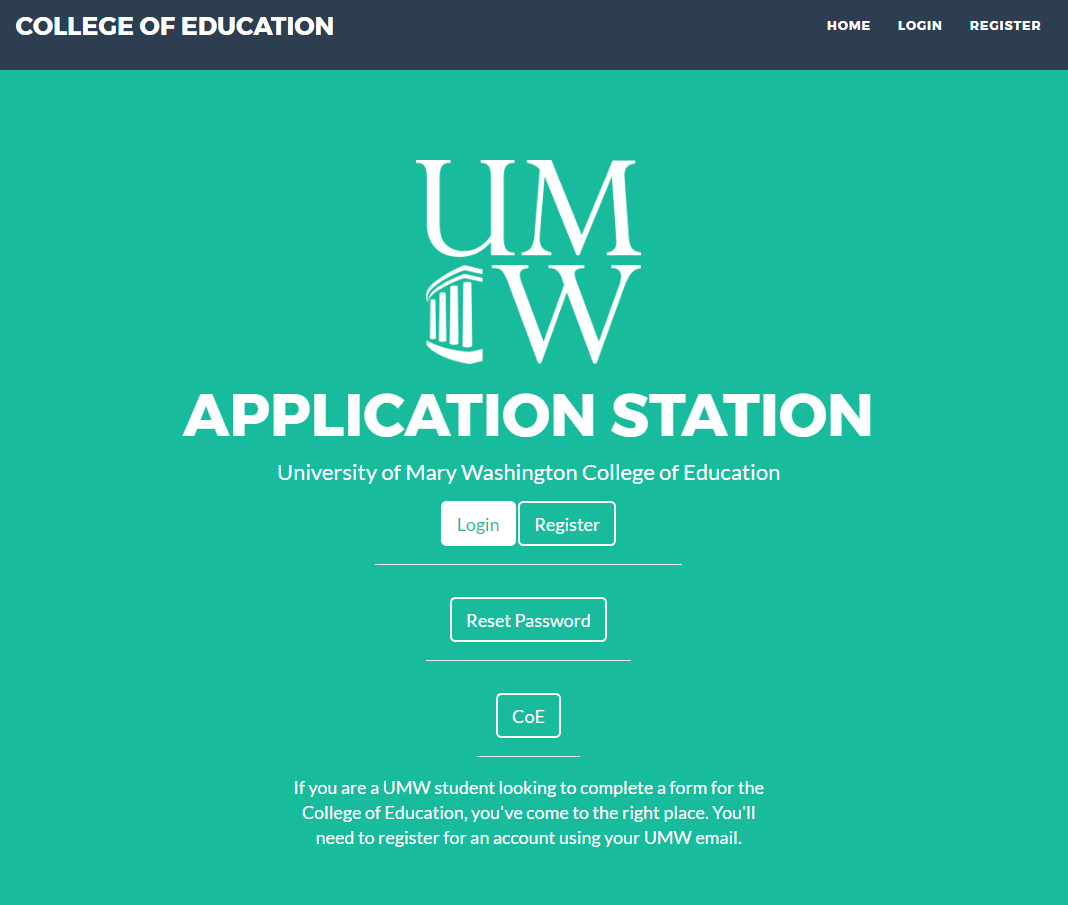 COLLEGE OF EDUCATION
HOME LOGIN REGISTER
UM
W
APPLICATION STATION
University of Mary Washington College of Education
Login Register
Reset Password
CoE
If you are a UMW student looking to complete a form for the
College of Education, you've come to the right place. You'll
need to register for an account using your UMW email.